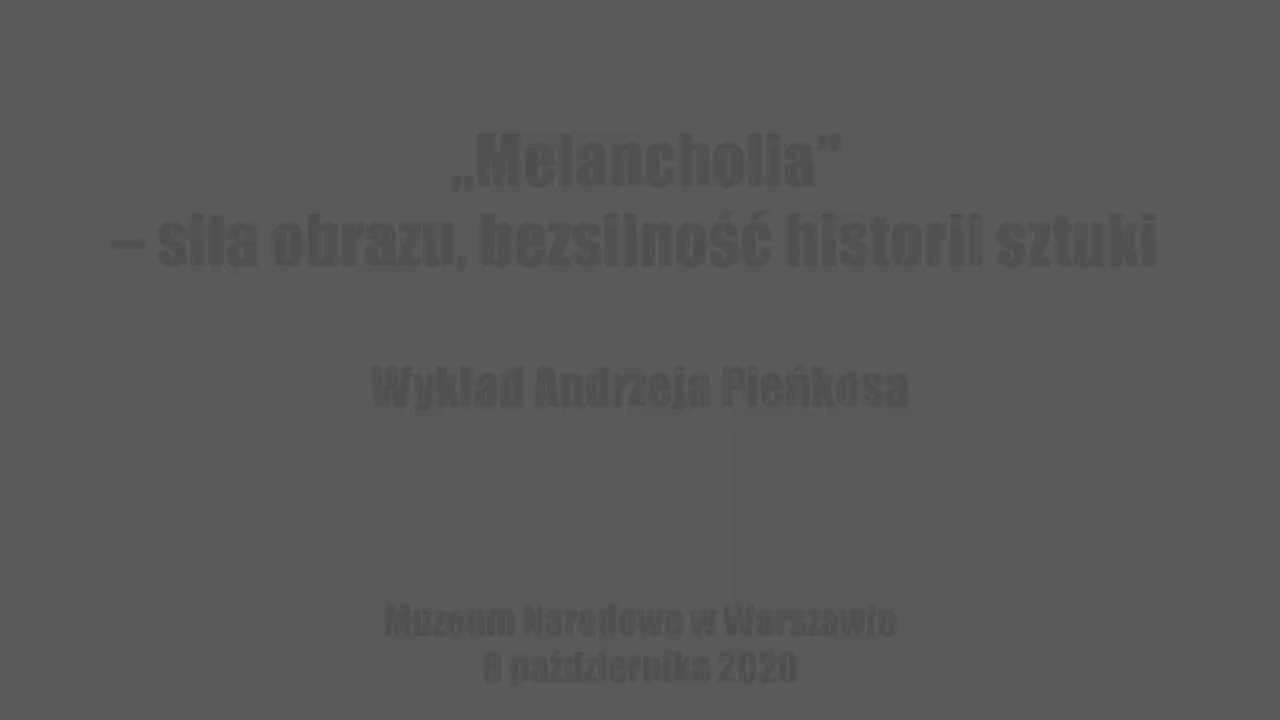 „Melancholia"
– siła obrazu, bezsilność historii sztuki
Wykład Andrzeja Pieńkosa
Muzeum Narodowe w Warszawie
8 października 2020